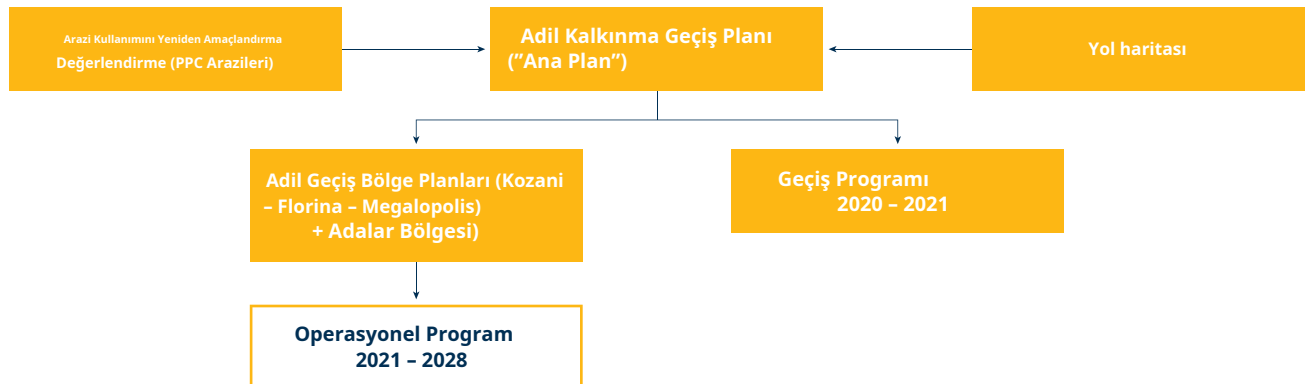 Arazi Kullanımını Yeniden Amaçlandırma
Değerlendirme (PPC Arazileri)
Adil Kalkınma Geçiş Planı
(”Ana Plan”)
Yol haritası
Adil Geçiş Bölge Planları (Kozani
– Florina – Megalopolis)
+ Adalar Bölgesi)
Geçiş Programı
2020 – 2021
Operasyonel Program
2021 – 2028